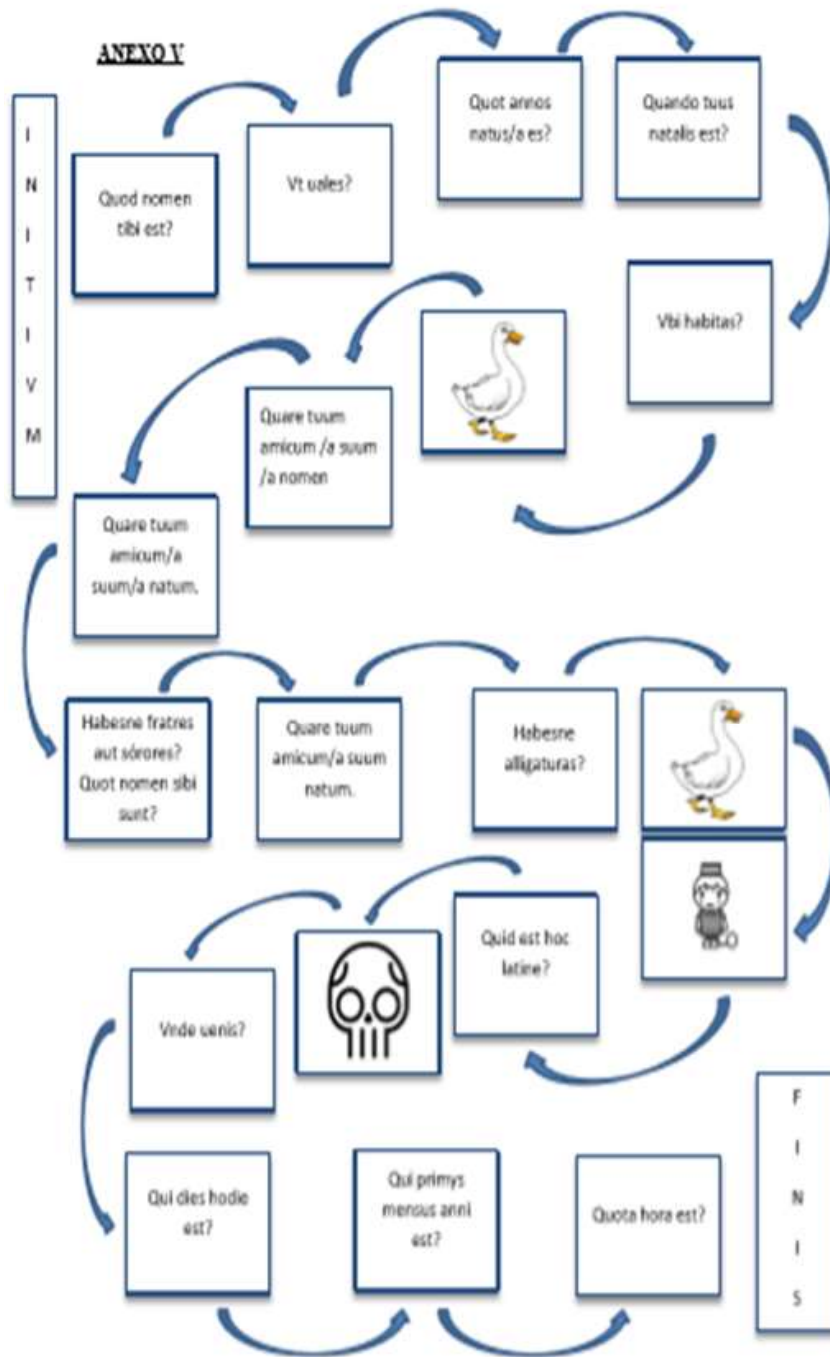 ANEXO V
I
N
I
T
I
V
M
Quod nomen
tibi est?
Vt uales?
Quot annos
natus/a es?
Quando tuus
natalis est?
Vbi habitas?
Quare tuum
amicum /a suum
/a nomen
Quare tuum
amicum/a
suum/a natum.
Habesne fratres
aut sórores?
Quot nomen sibi
sunt?
Quare tuum
amicum/a suum
natum.
Habesne
alligaturas?
Quid est hoc
latine?
Vnde uenis?
Qui dies hodie
est?
Qui primys
mensus anni
est?
Quota hora est?
F
I
N
I
S